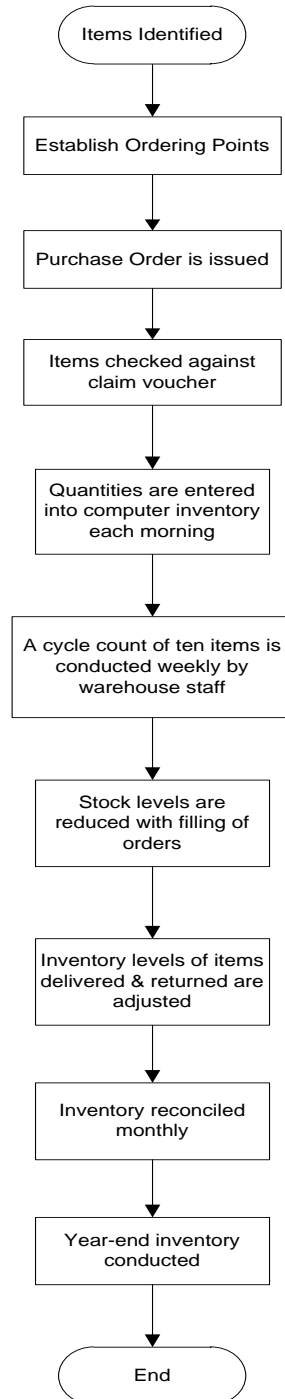 Items Identified
Establish Ordering Points
Purchase Order is issued
Items checked against
claim voucher
Quantities are entered
into computer inventory
each morning
A cycle count of ten items is
conducted weekly by
warehouse staff
Stock levels are
reduced with filling of
orders
Inventory levels of items
delivered & returned are
adjusted
Inventory reconciled
monthly
Year-end inventory
conducted
End